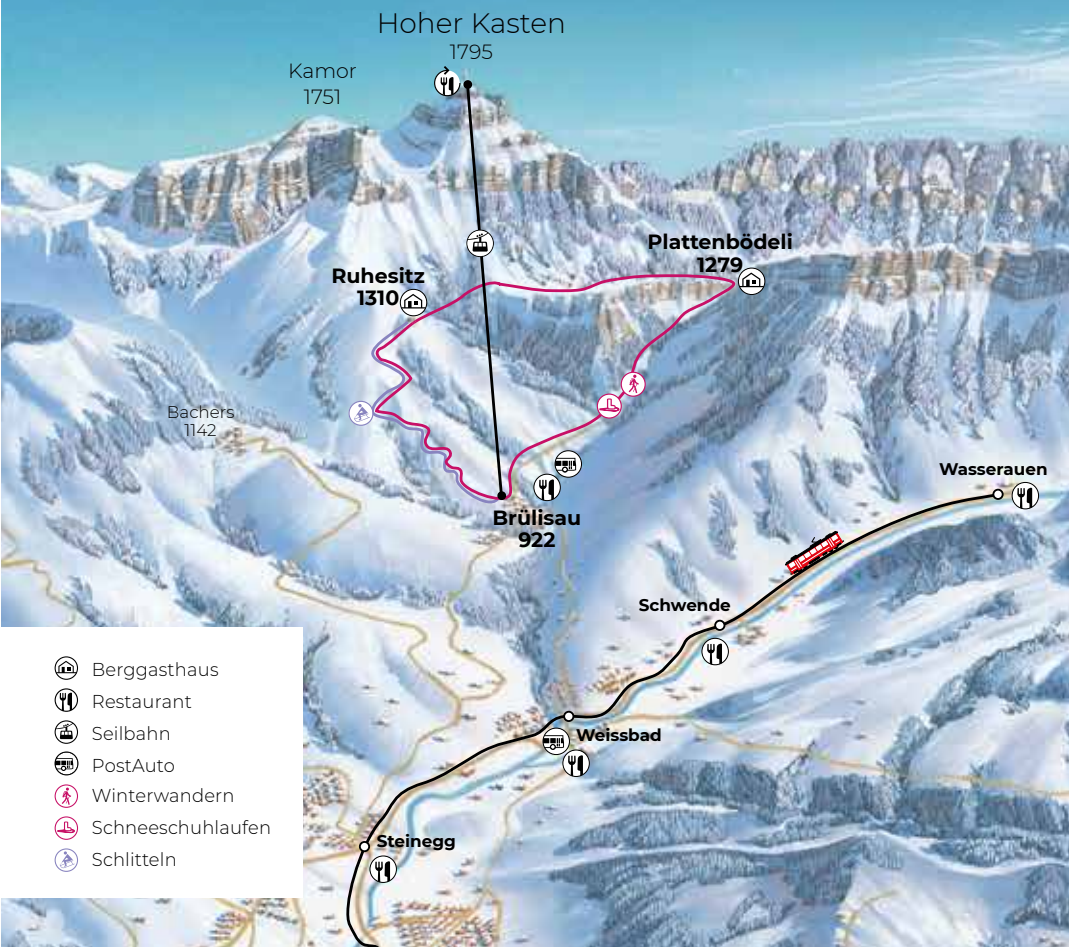 Hoher Kasten
1795
Kamor
1751
Plattenbödeli
1279
Ruhesitz
1310
Bachers
1142
Wasserauen
Brülisau
922
Schwende
Weissbad
Steinegg
Berggasthaus
Restaurant
Seilbahn
PostAuto
Winterwandern
Schneeschuhlaufen
Schlitteln